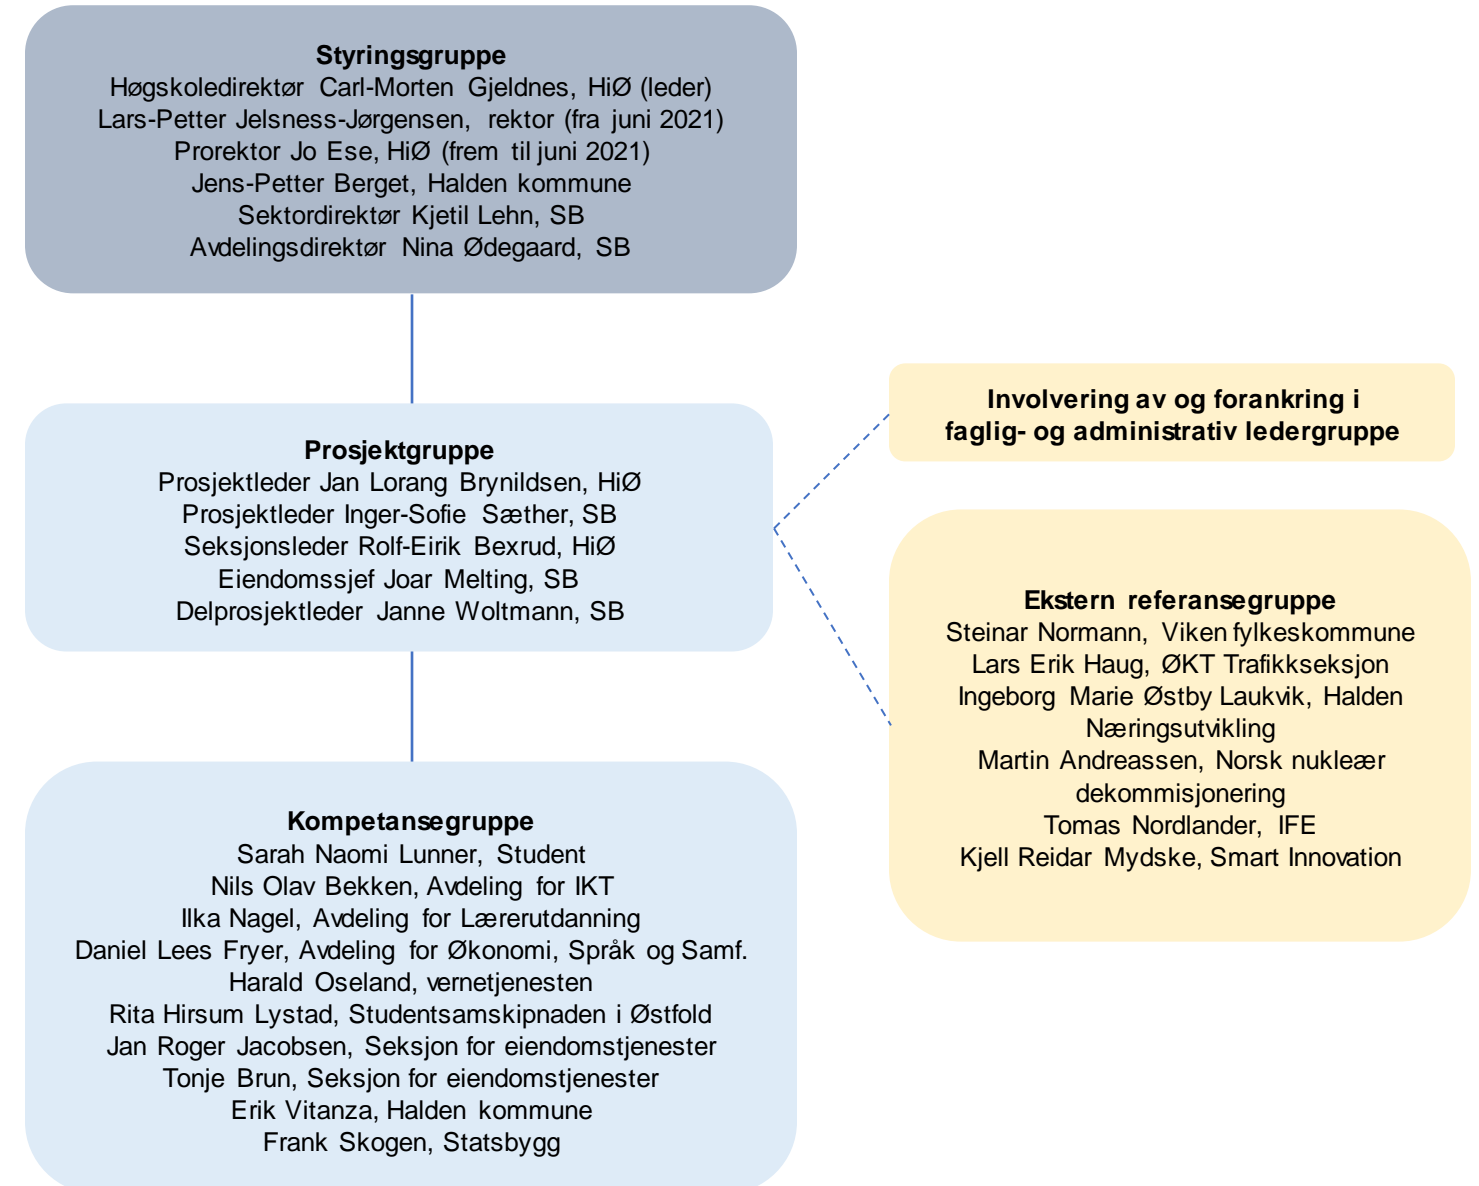 Styringsgruppe
Høgskoledirektør Carl-Morten Gjeldnes, HiØ (leder)
Lars-Petter Jelsness-Jørgensen, rektor (fra juni 2021)
Prorektor Jo Ese, HiØ (frem til juni 2021)
Jens-Petter Berget, Halden kommune
Sektordirektør Kjetil Lehn, SB
Avdelingsdirektør Nina Ødegaard, SB
Prosjektgruppe
Prosjektleder Jan Lorang Brynildsen, HiØ
Prosjektleder Inger-Sofie Sæther, SB
Seksjonsleder Rolf-Eirik Bexrud, HiØ
Eiendomssjef Joar Melting, SB
Delprosjektleder Janne Woltmann, SB
Involvering av og forankring i
faglig- og administrativ ledergruppe
Ekstern referansegruppe
Steinar Normann, Viken fylkeskommune
Lars Erik Haug, ØKT Trafikkseksjon
Ingeborg Marie Østby Laukvik, Halden
Næringsutvikling
Martin Andreassen, Norsk nukleær
dekommisjonering
Tomas Nordlander, IFE
Kjell Reidar Mydske, Smart Innovation
Kompetansegruppe
Sarah Naomi Lunner, Student
Nils Olav Bekken, Avdeling for IKT
Ilka Nagel, Avdeling for Lærerutdanning
Daniel Lees Fryer, Avdeling for Økonomi, Språk og Samf.
Harald Oseland, vernetjenesten
Rita Hirsum Lystad, Studentsamskipnaden i Østfold
Jan Roger Jacobsen, Seksjon for eiendomstjenester
Tonje Brun, Seksjon for eiendomstjenester
Erik Vitanza, Halden kommune
Frank Skogen, Statsbygg